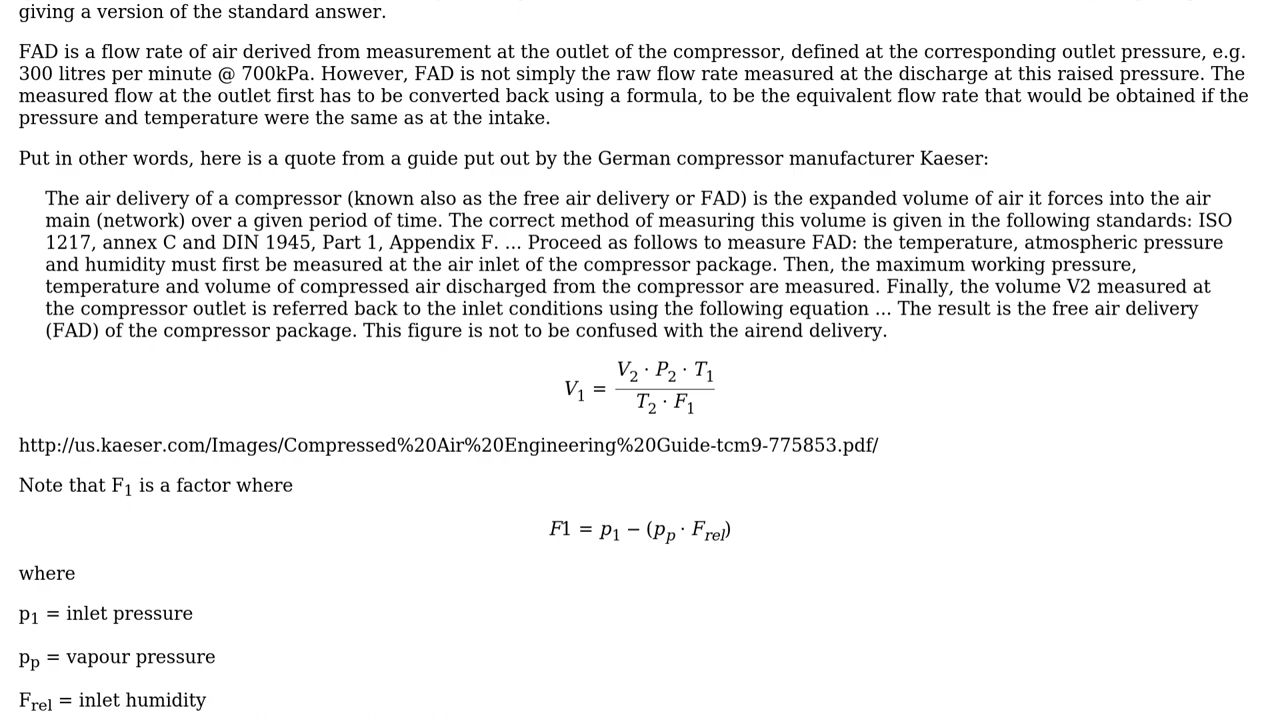 giving a version of the standard answer.
FAD is a flow rate of air derived from measurement at the outlet of the compressor, defined at the corresponding outlet pressure, e.g.
300 litres per minute @ 700kPa. However, FAD is not simply the raw flow rate measured at the discharge at this raised pressure. The
measured flow at the outlet first has to be converted back using a formula, to be the equivalent flow rate that would be obtained if the
pressure and temperature were the same as at the intake.
Put in other words, here is a quote from a guide put out by the German compressor manufacturer Kaeser:
The air delivery of a compressor (known also as the free air delivery or FAD) is the expanded volume of air it forces into the air
main (network) over a given period of time. The correct method of measuring this volume is given in the following standards: ISO
1217, annex C and DIN 1945, Part 1, Appendix F. ... Proceed as follows to measure FAD: the temperature, atmospheric pressure
and humidity must first be measured at the air inlet of the compressor package. Then, the maximum working pressure,
temperature and volume of compressed air discharged from the compressor are measured. Finally, the volume V2 measured at
the compressor outlet is referred back to the inlet conditions using the following equation ... The result is the free air delivery
(FAD) of the compressor package. This figure is not to be confused with the airend delivery.
V₁ = (V₂ · P₂ · T₁) / (T₂ · F₁)
http://us.kaeser.com/Images/Compressed%20Air%20Engineering%20Guide-tcm9-775853.pdf/
Note that F₁ is a factor where
F1 = p₁ − (pₚ · F_rel)
where
p₁ = inlet pressure
pₚ = vapour pressure
F_rel = inlet humidity